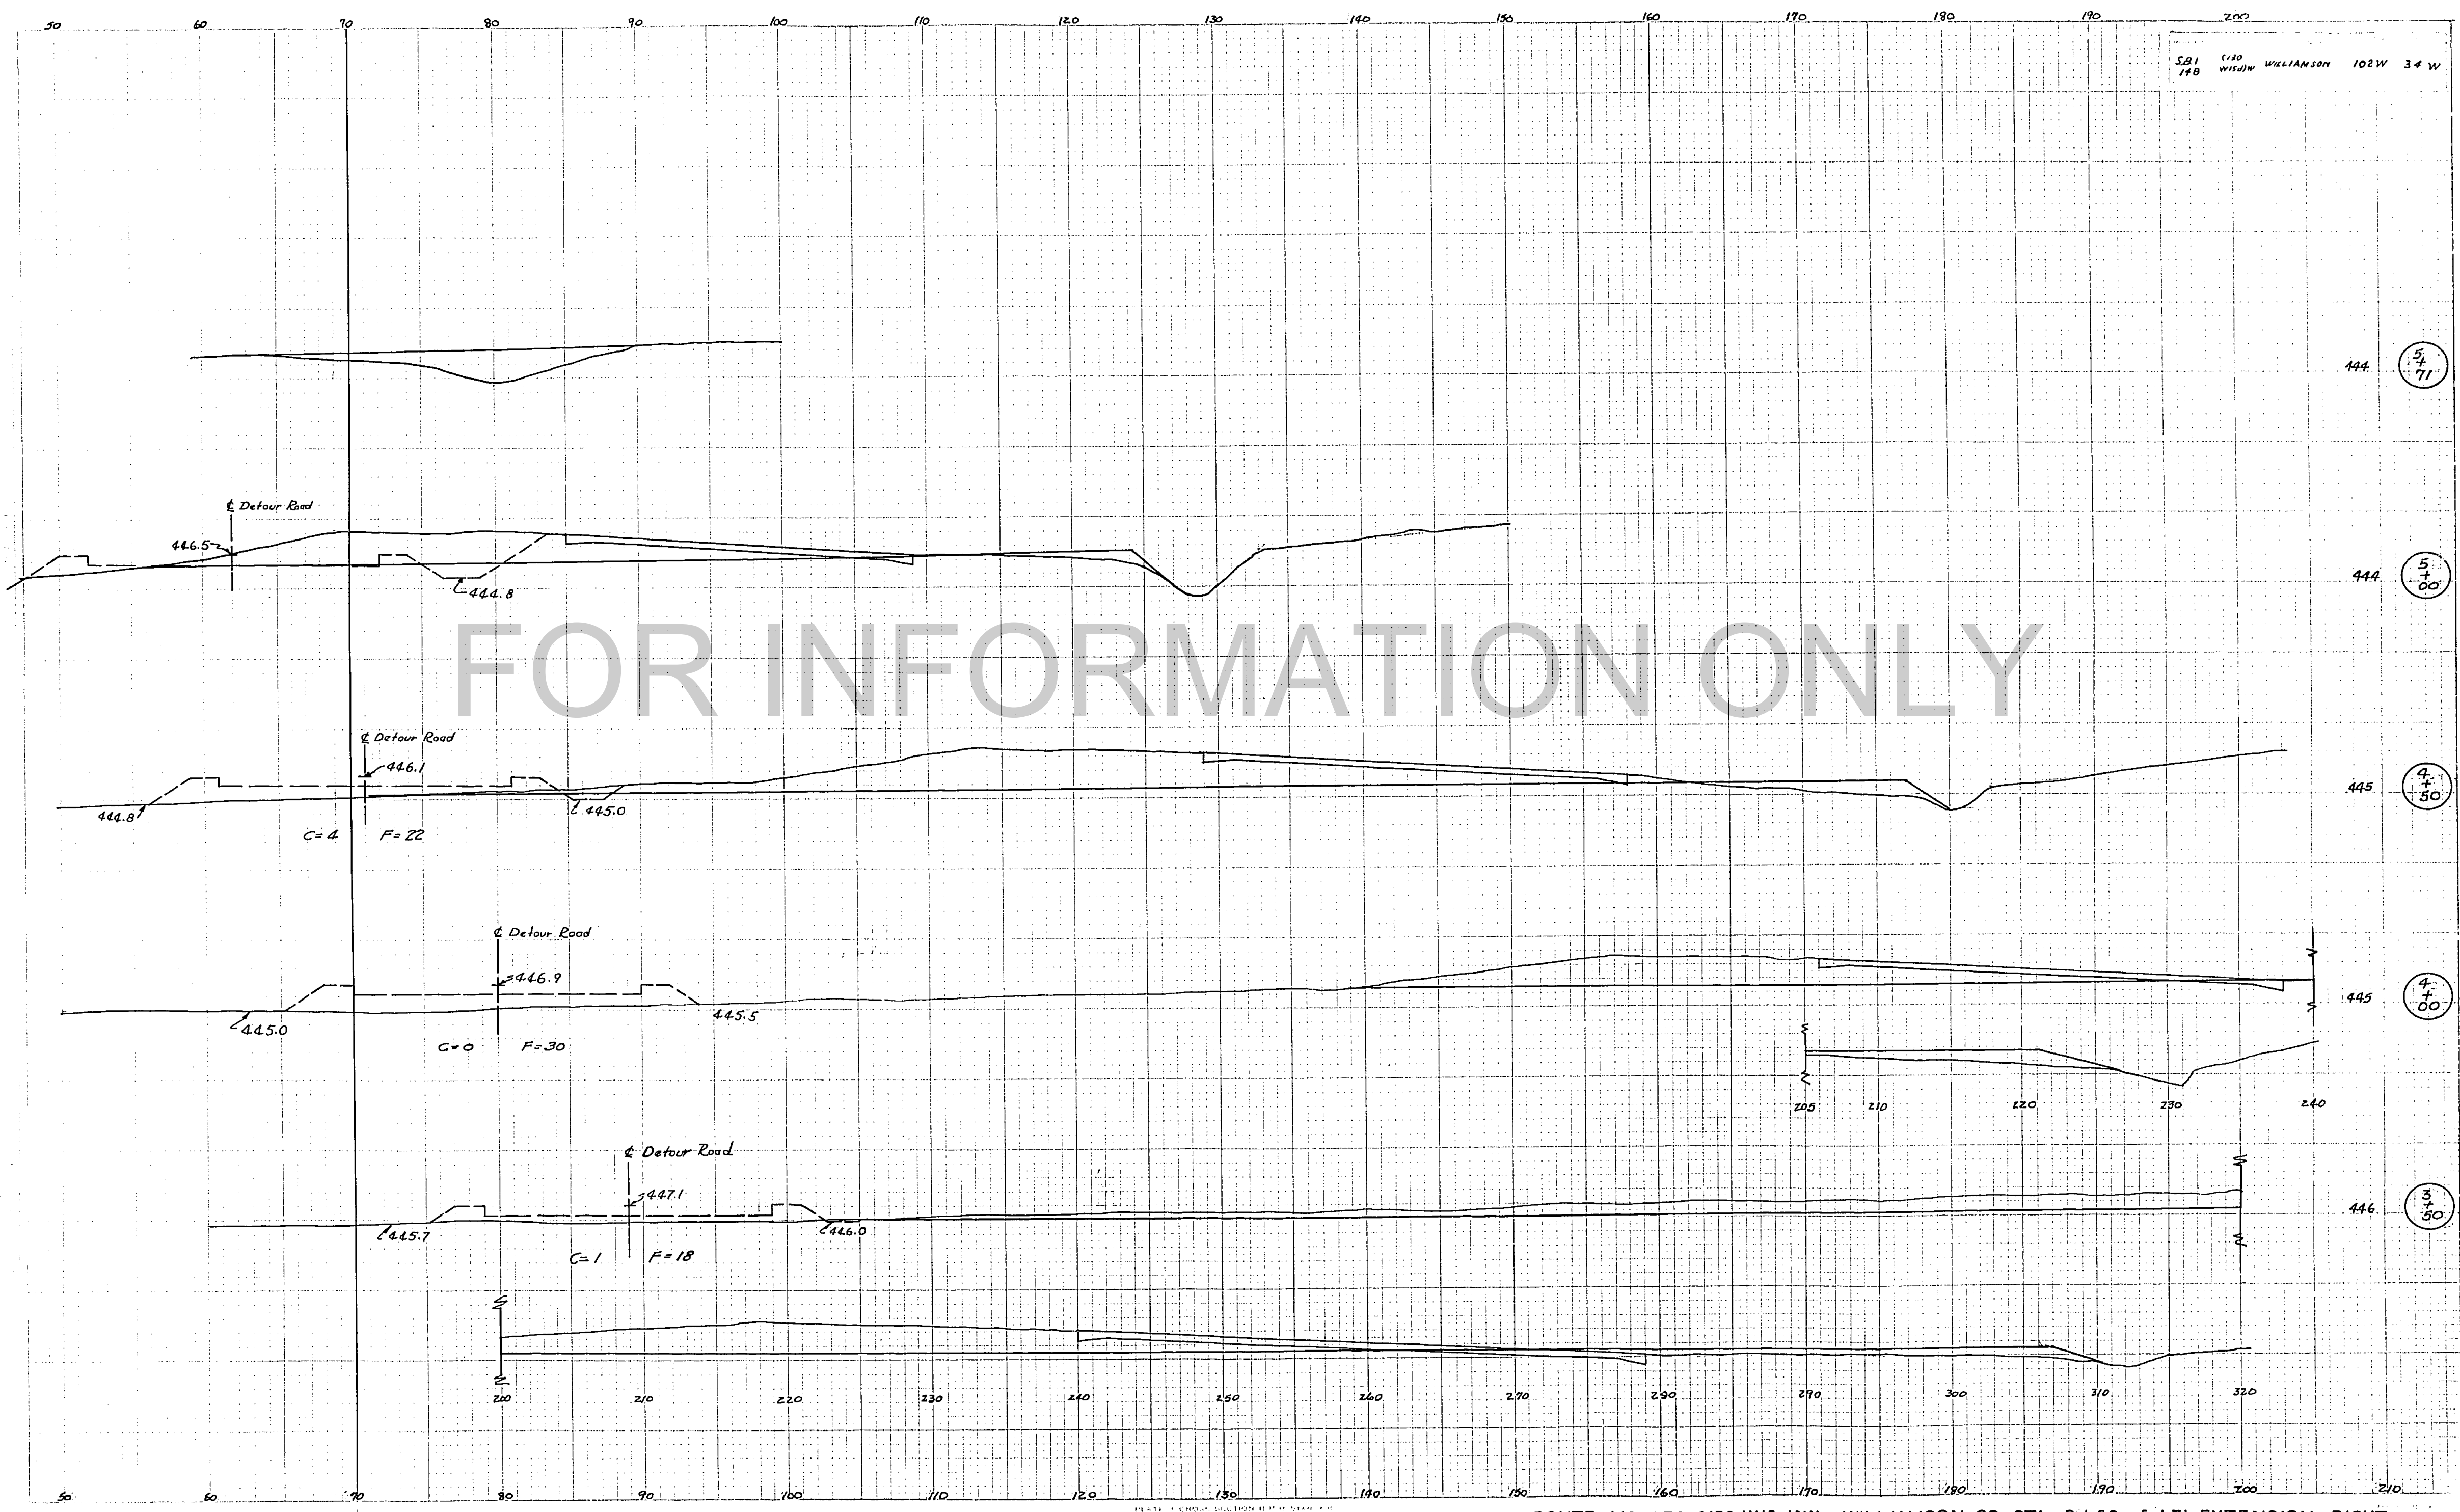 50 60 70 80 90 100 110 120 130 140 150 160 170 180 190 200
S.B.I. WILLIAMSON 102W 34 W
14B
444 5+71
℄ Detour Road
446.5
444.8
444 5+00
FOR INFORMATION ONLY
℄ Detour Road
446.1
444.8 445.0
445 4+50
C=4 F=22
℄ Detour Road
446.9
445.0 445.5
445 4+00
C=0 F=30
205 210 220 230 240
℄ Detour Road
447.1
445.7 446.0
446 3+50
C=1 F=18
200 210 220 230 240 250 260 270 280 290 300 310 320
50 60 70 80 90 100 110 120 130 140 150 160 170 180 190 200 210